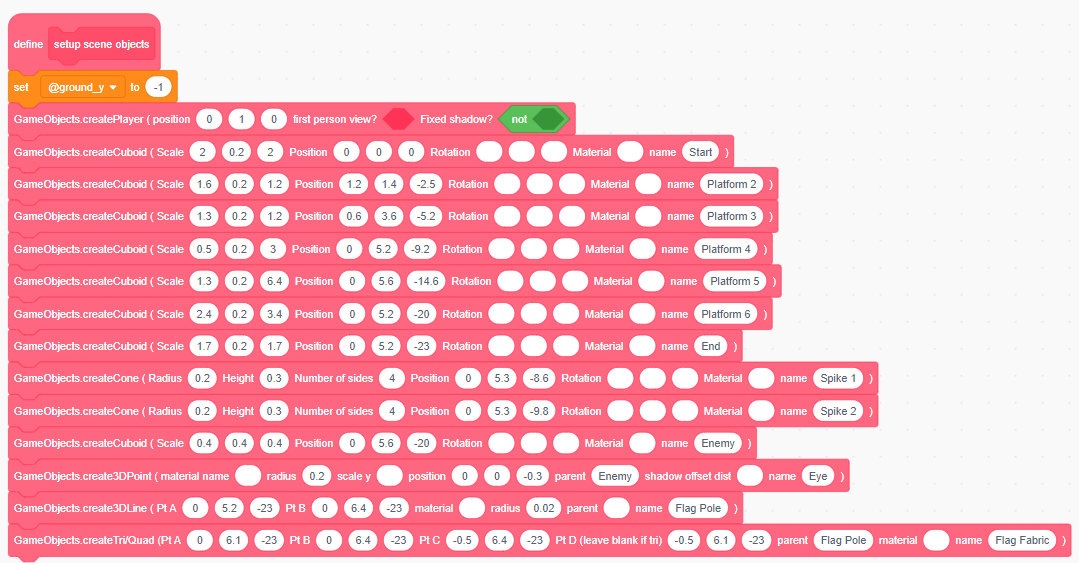 define setup scene objects
set @ground_y to -1
GameObjects.createPlayer ( position 0 1 0 first person view? Fixed shadow? not
GameObjects.createCuboid ( Scale 2 0.2 2 Position 0 0 0 Rotation Material name Start )
GameObjects.createCuboid ( Scale 1.6 0.2 1.2 Position 1.2 1.4 -2.5 Rotation Material name Platform 2 )
GameObjects.createCuboid ( Scale 1.3 0.2 1.2 Position 0.6 3.6 -5.2 Rotation Material name Platform 3 )
GameObjects.createCuboid ( Scale 0.5 0.2 3 Position 0 5.2 -9.2 Rotation Material name Platform 4 )
GameObjects.createCuboid ( Scale 1.3 0.2 6.4 Position 0 5.6 -14.6 Rotation Material name Platform 5 )
GameObjects.createCuboid ( Scale 2.4 0.2 3.4 Position 0 5.2 -20 Rotation Material name Platform 6 )
GameObjects.createCuboid ( Scale 1.7 0.2 1.7 Position 0 5.2 -23 Rotation Material name End )
GameObjects.createCone ( Radius 0.2 Height 0.3 Number of sides 4 Position 0 5.3 -8.6 Rotation Material name Spike 1 )
GameObjects.createCone ( Radius 0.2 Height 0.3 Number of sides 4 Position 0 5.3 -9.8 Rotation Material name Spike 2 )
GameObjects.createCuboid ( Scale 0.4 0.4 0.4 Position 0 5.6 -20 Rotation Material name Enemy )
GameObjects.create3DPoint ( material name radius 0.2 scale y position 0 0 -0.3 parent Enemy shadow offset dist name Eye )
GameObjects.create3DLine ( Pt A 0 5.2 -23 Pt B 0 6.4 -23 material radius 0.02 parent name Flag Pole )
GameObjects.createTri/Quad (Pt A 0 6.1 -23 Pt B 0 6.4 -23 Pt C -0.5 6.4 -23 Pt D (leave blank if tri) -0.5 6.1 -23 parent Flag Pole material name Flag Fabric )